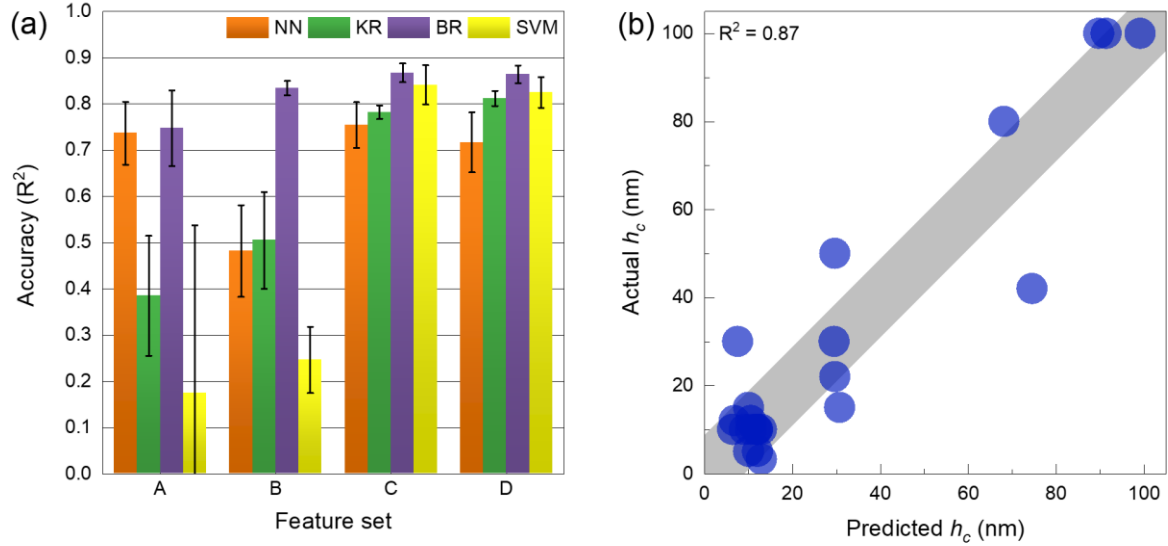 (a)
NN KR BR SVM
Accuracy (R²)
1.0
0.9
0.8
0.7
0.6
0.5
0.4
0.3
0.2
0.1
0.0
A B C D
Feature set
(b)
R² = 0.87
Actual h_c (nm)
100
80
60
40
20
0
0 20 40 60 80 100
Predicted h_c (nm)